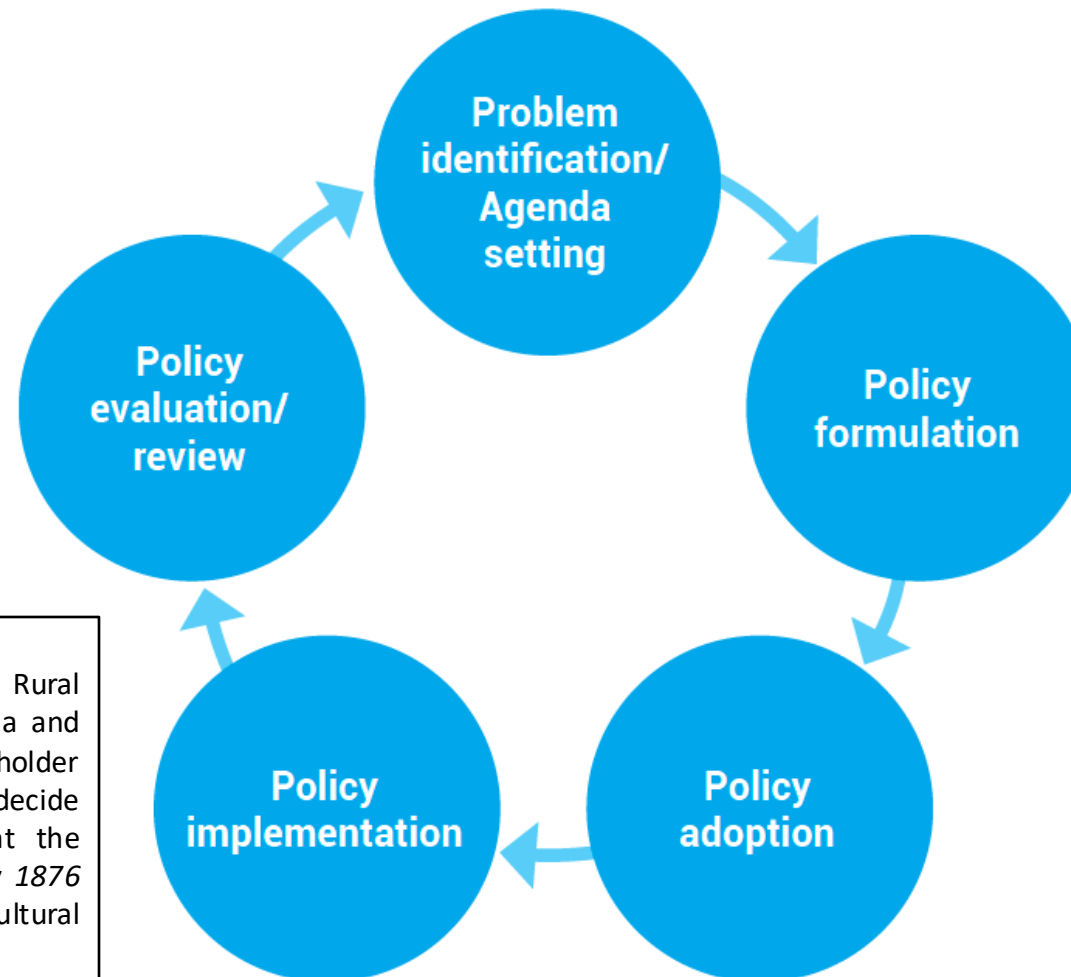 Problem
identification/
Agenda
setting
Policy
formulation
Policy
adoption
Policy
implementation
Policy
evaluation/
review
Rural
a and
holder
decide
nt the
1876
ultural